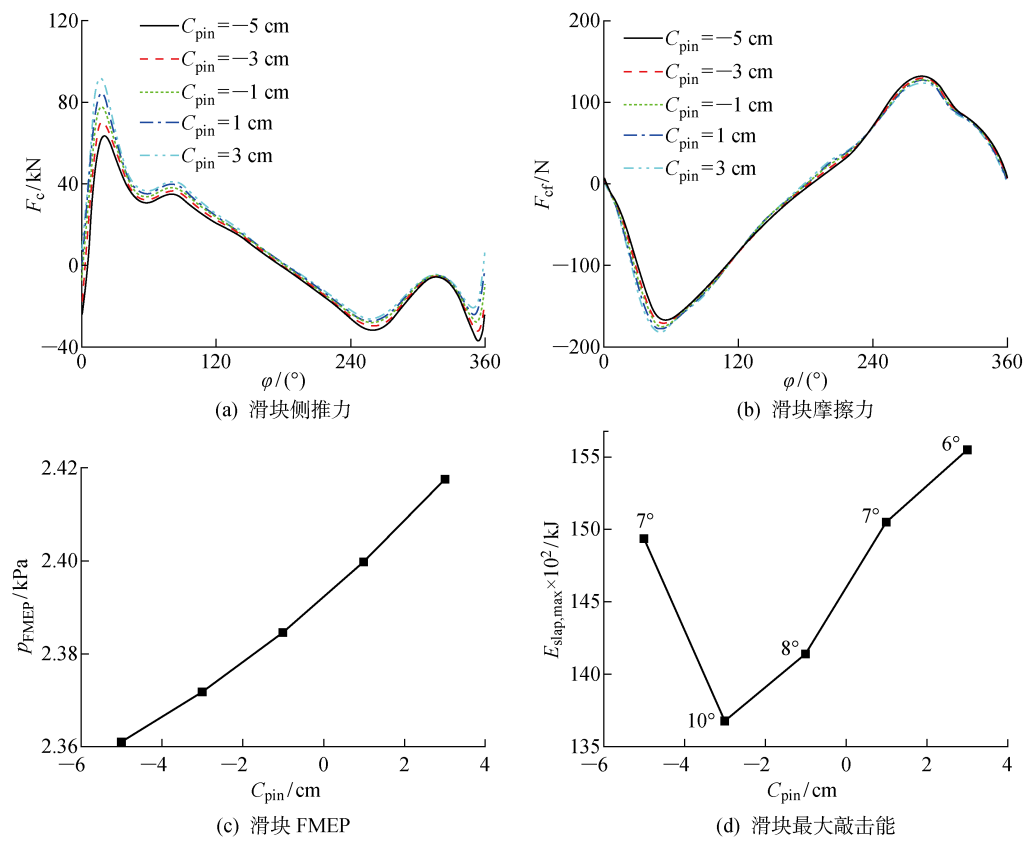 120
80
40
0
−40
0
120
240
360
F_c/kN
φ/(°)
C_pin=−5 cm
C_pin=−3 cm
C_pin=−1 cm
C_pin=1 cm
C_pin=3 cm
(a) 滑块侧推力
200
100
0
−100
−200
0
120
240
360
F_cf/N
φ/(°)
C_pin=−5 cm
C_pin=−3 cm
C_pin=−1 cm
C_pin=1 cm
C_pin=3 cm
(b) 滑块摩擦力
2.42
2.40
2.38
2.36
−6
−4
−2
0
2
4
p_FMEP/kPa
C_pin/cm
(c) 滑块 FMEP
155
150
145
140
135
−6
−4
−2
0
2
4
E_slap,max×10²/kJ
7°
10°
8°
7°
6°
C_pin/cm
(d) 滑块最大敲击能